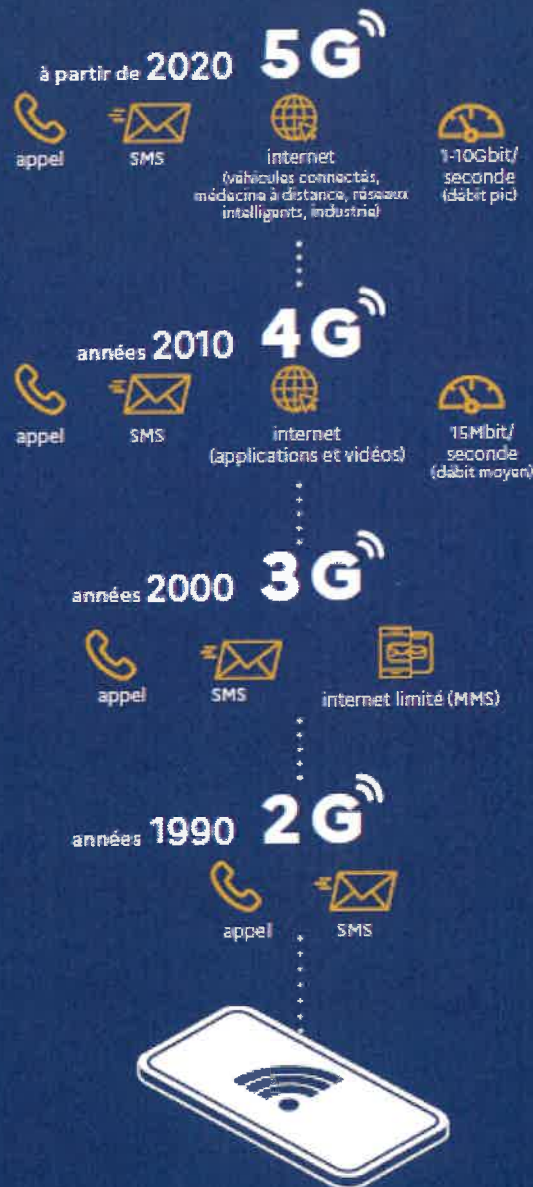 à partir de 2020 5G
appel
SMS
internet
(véhicules connectés,
médecine à distance, réseaux
intelligents, industrie)
1-10Gbit/
seconde
(débit pic)
années 2010 4G
appel
SMS
internet
(applications et vidéos)
15Mbit/
seconde
(débit moyen)
années 2000 3G
appel
SMS
internet limité (MMS)
années 1990 2G
appel
SMS